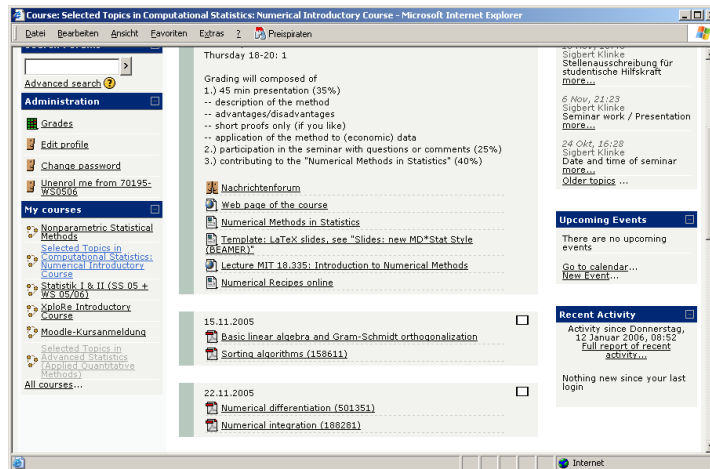 Course: Selected Topics in Computational Statistics: Numerical Introductory Course - Microsoft Internet Explorer
Datei Bearbeiten Ansicht Favoriten Extras ? Preispiraten
Search Forums
>
Advanced search ?
Administration
Grades
Edit profile
Change password
Unenrol me from 70195-
WS0506
My courses
Nonparametric Statistical
Methods
Selected Topics in
Computational Statistics:
Numerical Introductory
Course
Statistik I & II (SS 05 +
WS 05/06)
XploRe Introductory
Course
Moodle-Kursanmeldung
Selected Topics in
Advanced Statistics
(Applied Quantitative
Methods)
All courses...
Thursday 18-20: 1
Grading will composed of
1.) 45 min presentation (35%)
-- description of the method
-- advantages/disadvantages
-- short proofs only (if you like)
-- application of the method to (economic) data
2.) participation in the seminar with questions or comments (25%)
3.) contributing to the "Numerical Methods in Statistics" (40%)
Nachrichtenforum
Web page of the course
Numerical Methods in Statistics
Template: LaTeX slides, see "Slides: new MD*Stat Style
(BEAMER)"
Lecture MIT 18.335: Introduction to Numerical Methods
Numerical Recipes online
15.11.2005
Basic linear algebra and Gram-Schmidt orthogonalization
Sorting algorithms (158611)
22.11.2005
Numerical differentiation (501351)
Numerical integration (188281)
Sigbert Klinke
Stellenausschreibung für
studentische Hilfskraft
more...
6 Nov, 21:23
Sigbert Klinke
Seminar work / Presentation
more...
24 Okt, 16:28
Sigbert Klinke
Date and time of seminar
more...
Older topics ...
Upcoming Events
There are no upcoming
events
Go to calendar...
New Event...
Recent Activity
Activity since Donnerstag,
12 Januar 2006, 08:52
Full report of recent
activity...
Nothing new since your last
login
Internet